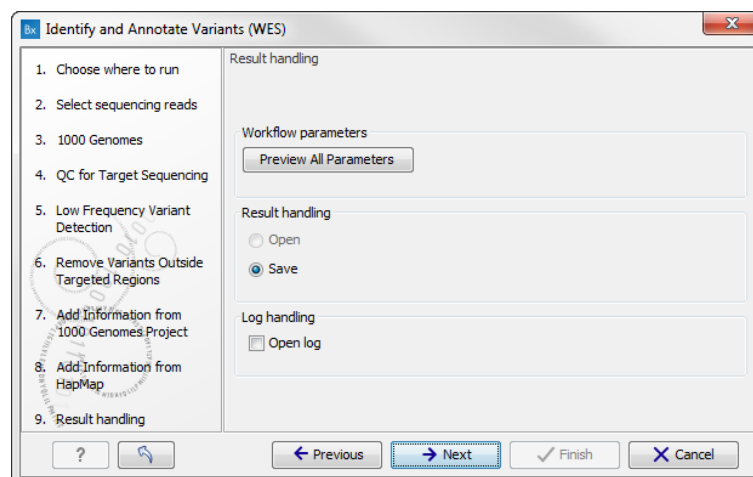 Bx Identify and Annotate Variants (WES)
1. Choose where to run
2. Select sequencing reads
3. 1000 Genomes
4. QC for Target Sequencing
5. Low Frequency Variant
Detection
6. Remove Variants Outside
Targeted Regions
7. Add Information from
1000 Genomes Project
8. Add Information from
HapMap
9. Result handling
Result handling
Workflow parameters
Preview All Parameters
Result handling
Open
Save
Log handling
Open log
?
Previous
Next
Finish
Cancel